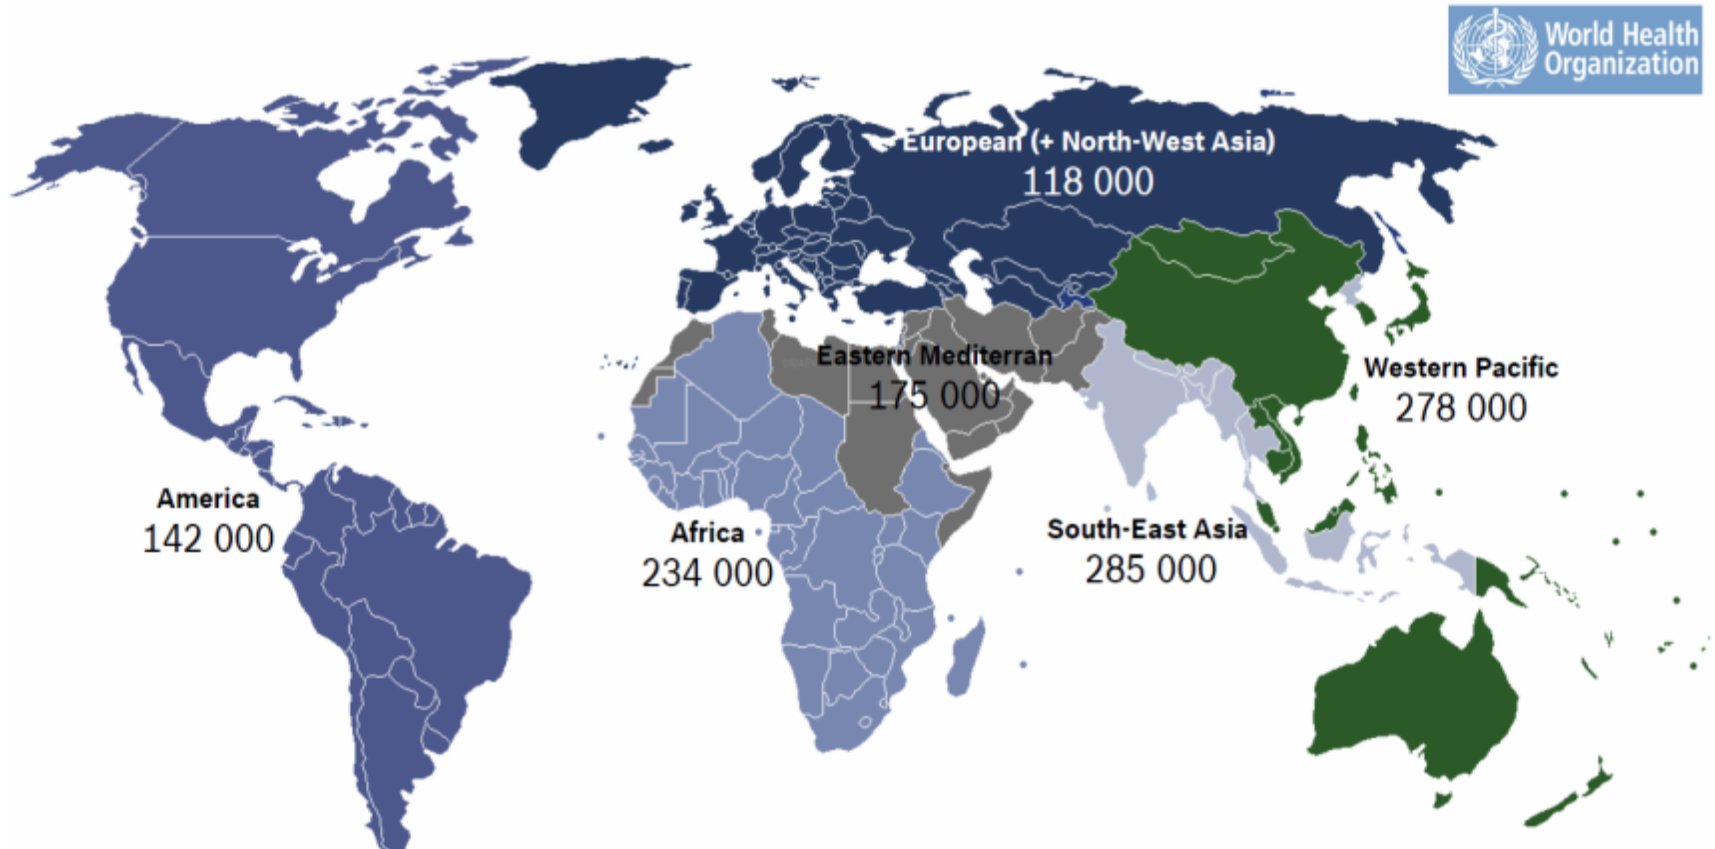 World Health
Organization
European (+ North-West Asia)
118 000
Eastern Mediterran
175 000
Western Pacific
278 000
America
142 000
Africa
234 000
South-East Asia
285 000